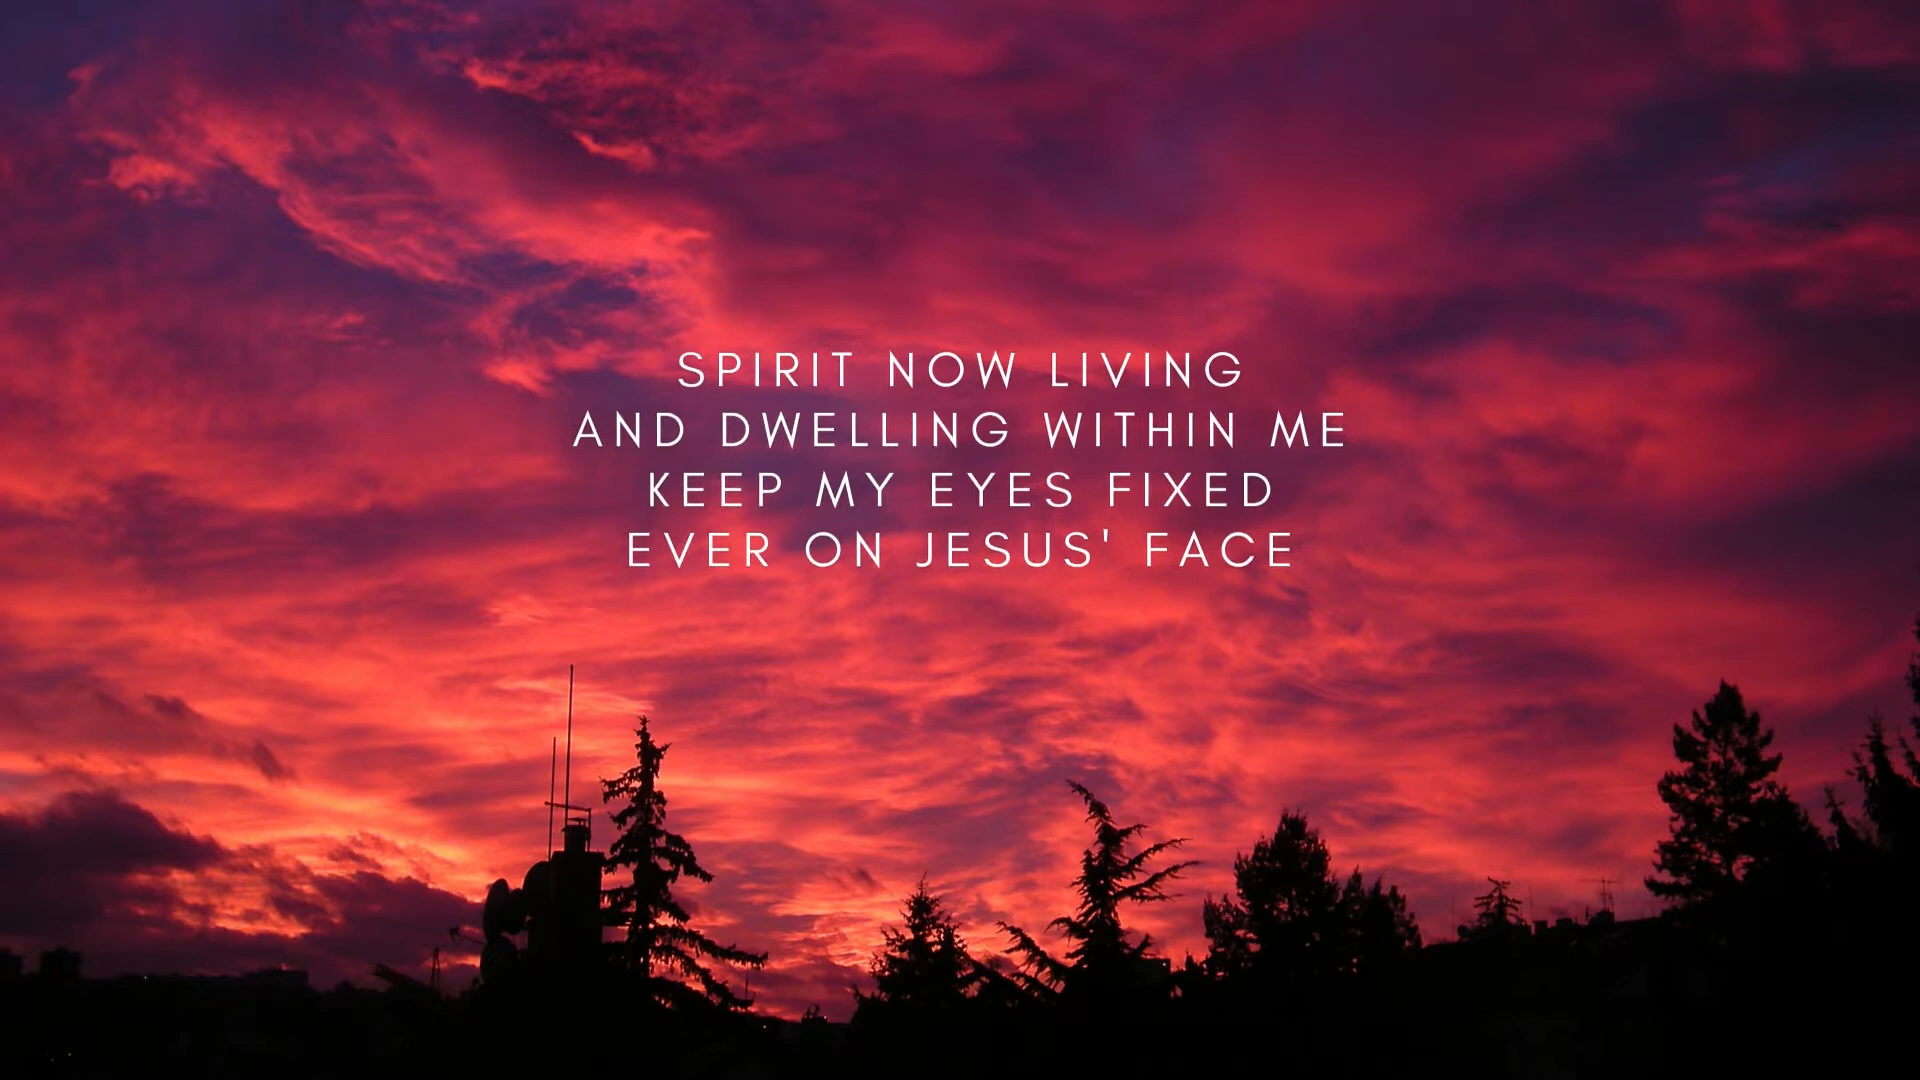 SPIRIT NOW LIVING
AND DWELLING WITHIN ME
KEEP MY EYES FIXED
EVER ON JESUS' FACE